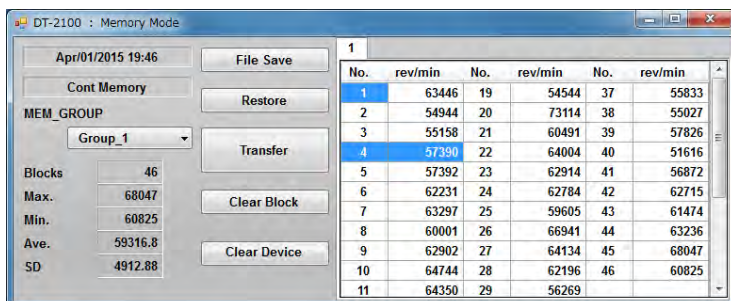 DT-2100 : Memory Mode
Apr/01/2015 19:46
Cont Memory
MEM_GROUP
Group_1
Blocks 46
Max. 68047
Min. 60825
Ave. 59316.8
SD 4912.88
File Save
Restore
Transfer
Clear Block
Clear Device
1
No. rev/min No. rev/min No. rev/min
1 63446 19 54544 37 55833
2 54944 20 73114 38 55027
3 55158 21 60491 39 57826
4 57390 22 64004 40 51616
5 57392 23 62914 41 56872
6 62231 24 62784 42 62715
7 63297 25 59605 43 61474
8 60001 26 66941 44 63236
9 62902 27 64134 45 68047
10 64744 28 62196 46 60825
11 64350 29 56269